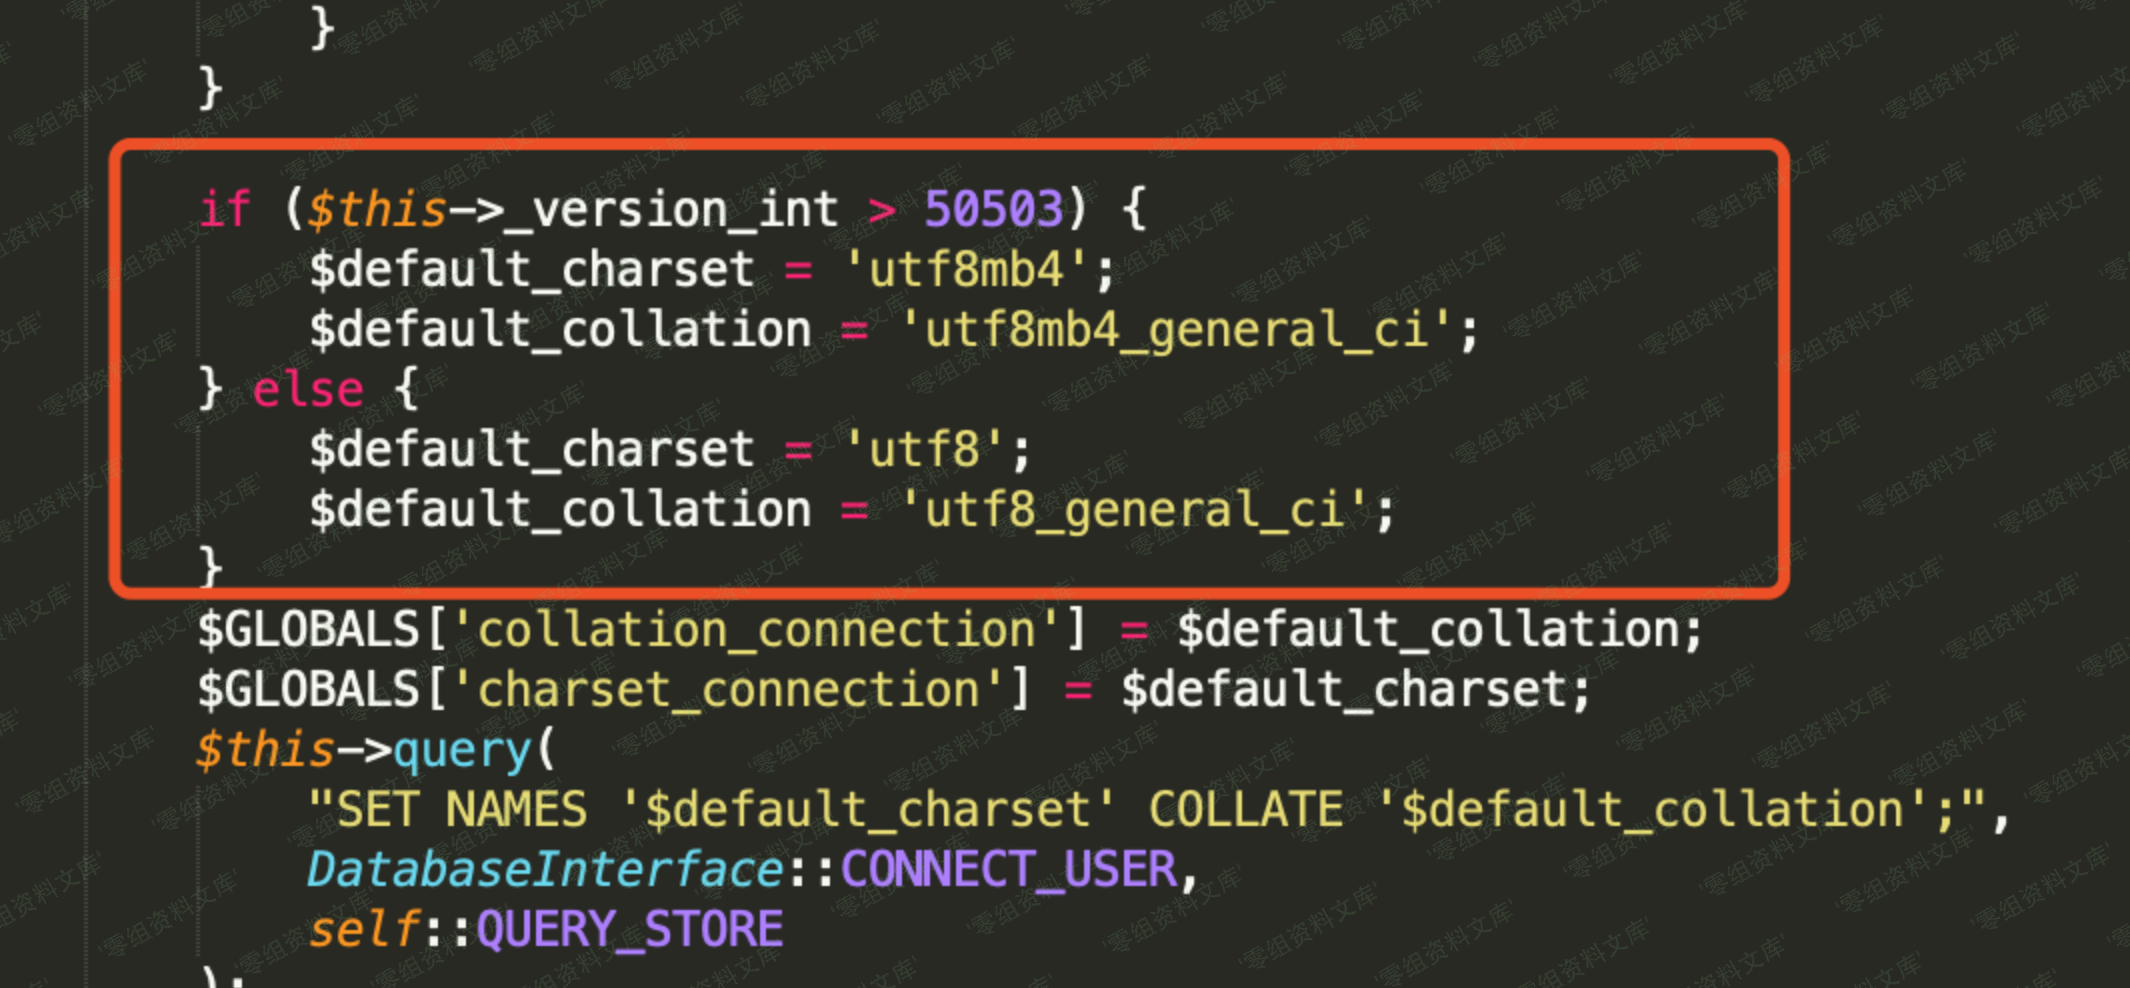 }
}
if ($this->_version_int > 50503) {
$default_charset = 'utf8mb4';
$default_collation = 'utf8mb4_general_ci';
} else {
$default_charset = 'utf8';
$default_collation = 'utf8_general_ci';
}
$GLOBALS['collation_connection'] = $default_collation;
$GLOBALS['charset_connection'] = $default_charset;
$this->query(
"SET NAMES '$default_charset' COLLATE '$default_collation';",
DatabaseInterface::CONNECT_USER,
self::QUERY_STORE
);
'零组资料文库'